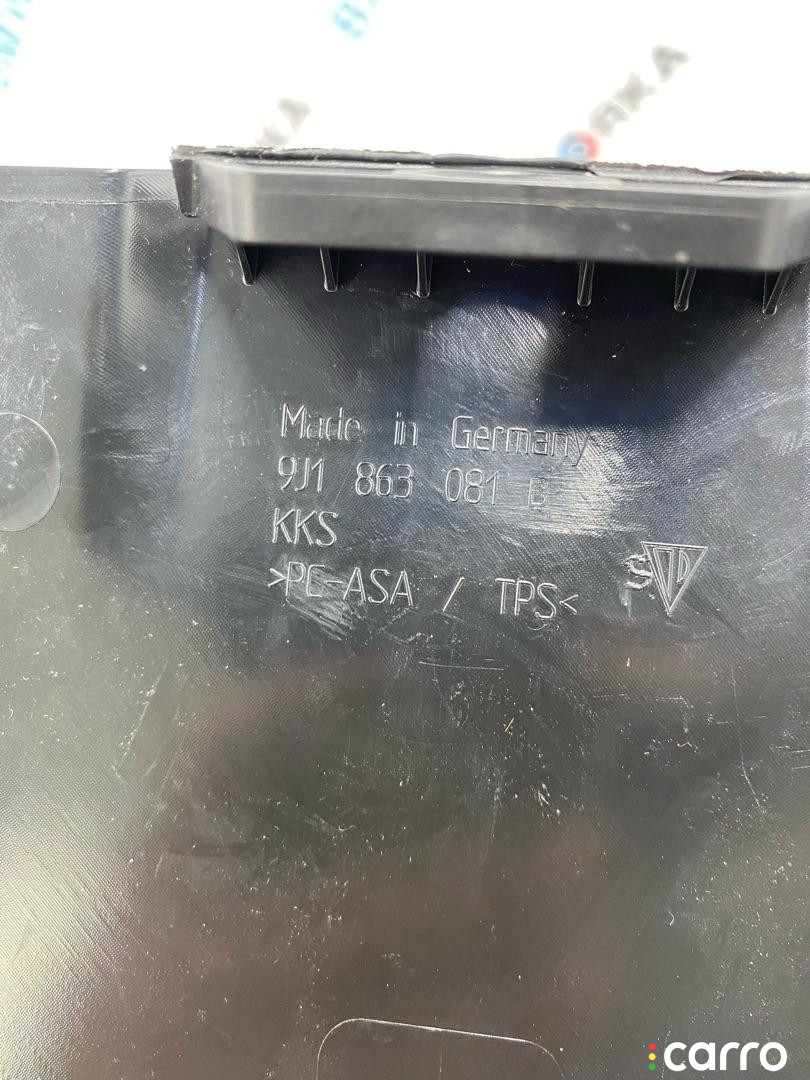 Made in Germany
9J1 863 081 B
KKS
>PC-ASA / TPS<
carro